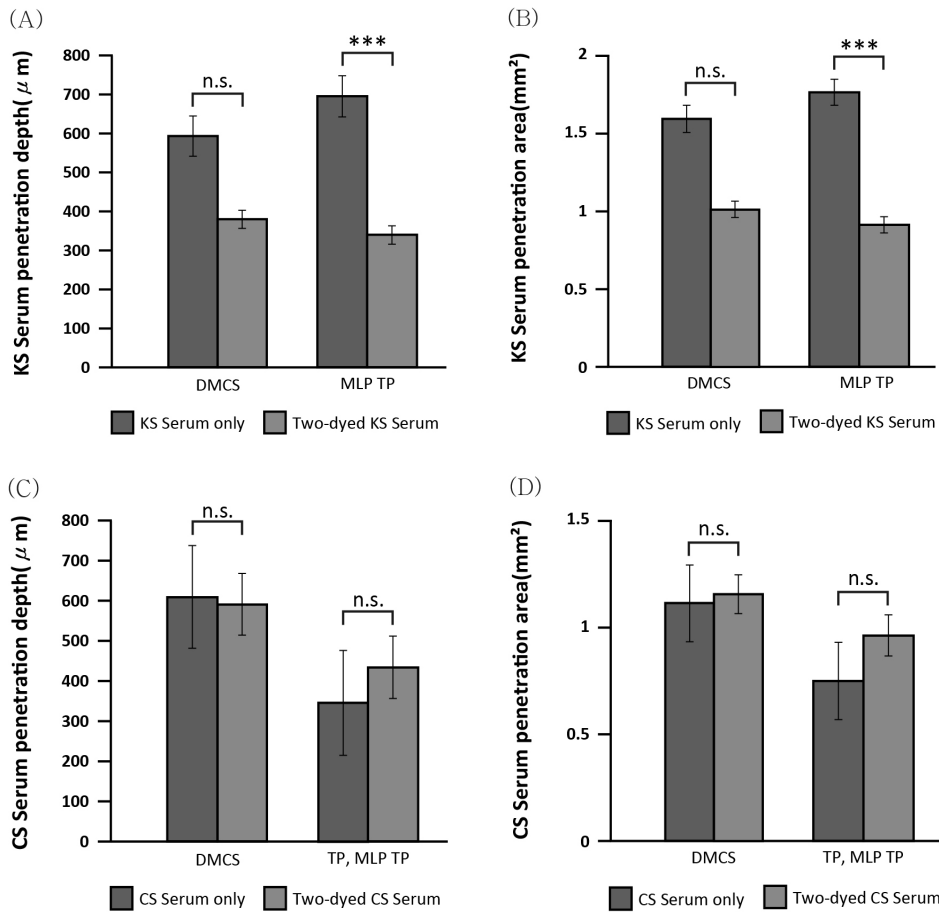 (A)
KS Serum penetration depth(μm)
800
700
600
500
400
300
200
100
0
n.s.
***
DMCS
MLP TP
KS Serum only
Two-dyed KS Serum
(B)
KS Serum penetration area(mm²)
2
1.5
1
0.5
0
n.s.
***
DMCS
MLP TP
KS Serum only
Two-dyed KS Serum
(C)
CS Serum penetration depth(μm)
800
700
600
500
400
300
200
100
0
n.s.
n.s.
DMCS
TP, MLP TP
CS Serum only
Two-dyed CS Serum
(D)
CS Serum penetration area(mm²)
1.5
1
0.5
0
n.s.
n.s.
DMCS
TP, MLP TP
CS Serum only
Two-dyed CS Serum